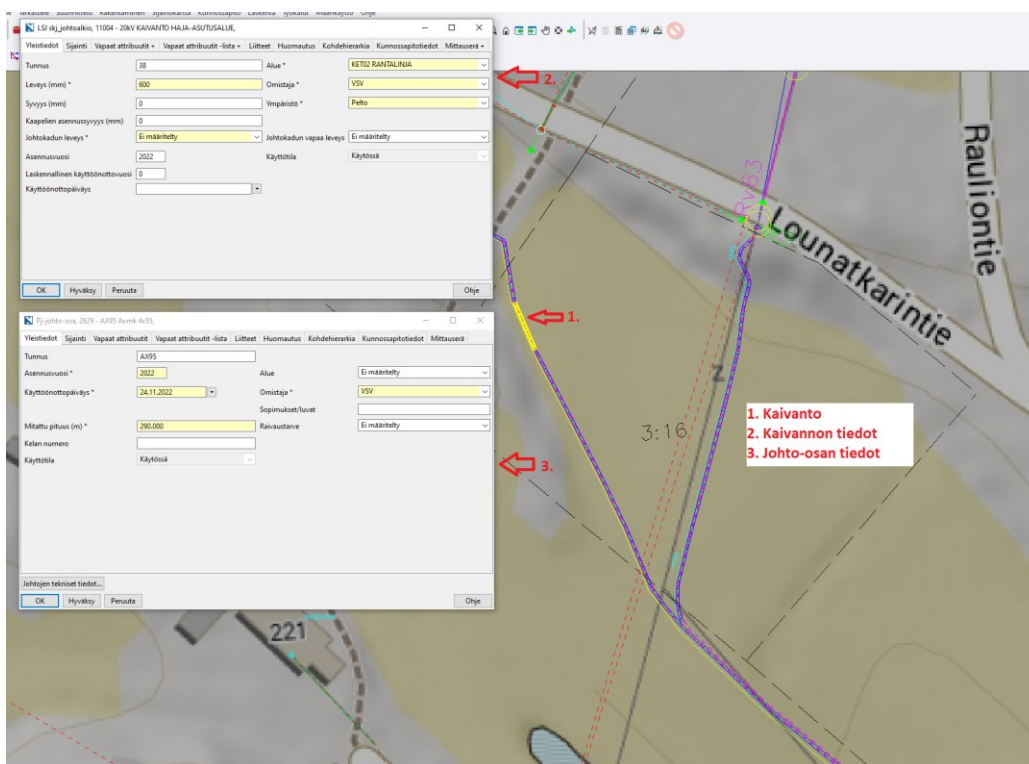 LSI skj_johtoalkio, 11004 - 20kV KAIVANTO HAJA-ASUTUSALUE,
Yleistiedot Sijainti Vapaat attribuutit + Vapaat attribuutit -lista + Liitteet Huomautus Kohdehierarkia Kunnossapitotiedot Mittauserä +
Tunnus 38 Alue * KET02 RANTALINJA
Leveys (mm) * 600 Omistaja * VSV
Syvyys (mm) 0 Ympäristö * Pelto
Kaapelien asennussyvyys (mm) 0
Johtokadun leveys * Ei määritelty Johtokadun vapaa leveys Ei määritelty
Asennusvuosi 2022 Käyttötila Käytössä
Laskennallinen käyttöönottovuosi 0
Käyttöönottopäiväys
OK Hyväksy Peruuta Ohje
2.
Pj-johto-osa, 2629 - AX95 Axmk 4x95,
Yleistiedot Sijainti Vapaat attribuutit Vapaat attribuutit -lista Liitteet Huomautus Kohdehierarkia Kunnossapitotiedot Mittauserä
Tunnus AX95
Asennusvuosi * 2022 Alue Ei määritelty
Käyttöönottopäiväys * 24.11.2022 Omistaja * VSV
Sopimukset/luvat
Mitattu pituus (m) * 290.000 Raivaustarve Ei määritelty
Kelan numero
Käyttötila Käytössä
Johtojen tekniset tiedot...
OK Hyväksy Peruuta Ohje
1.
3.
Rv63
Lounatkarintie
Rauliontie
3:16
N
221
1. Kaivanto
2. Kaivannon tiedot
3. Johto-osan tiedot